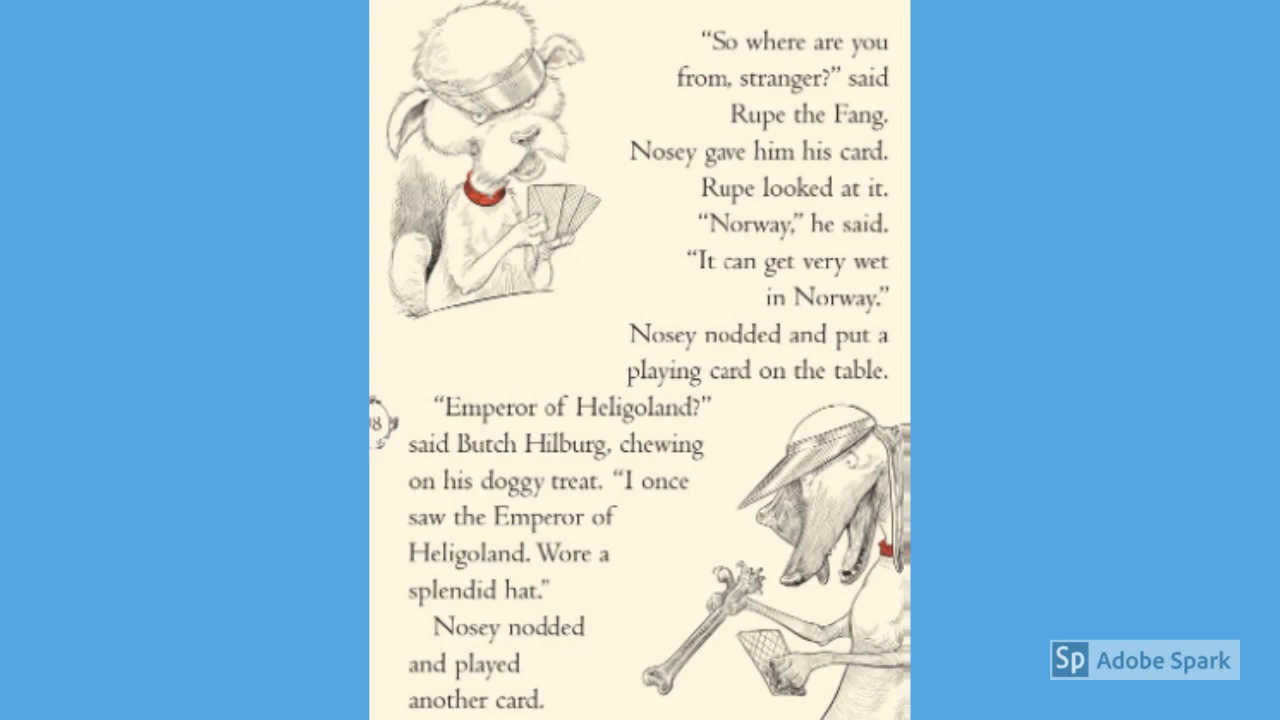 “So where are you
from, stranger?” said
Rupe the Fang.
Nosey gave him his card.
Rupe looked at it.
“Norway,” he said.
“It can get very wet
in Norway.”
Nosey nodded and put a
playing card on the table.
“Emperor of Heligoland?”
said Butch Hilburg, chewing
on his doggy treat. “I once
saw the Emperor of
Heligoland. Wore a
splendid hat.”
Nosey nodded
and played
another card.
Sp Adobe Spark